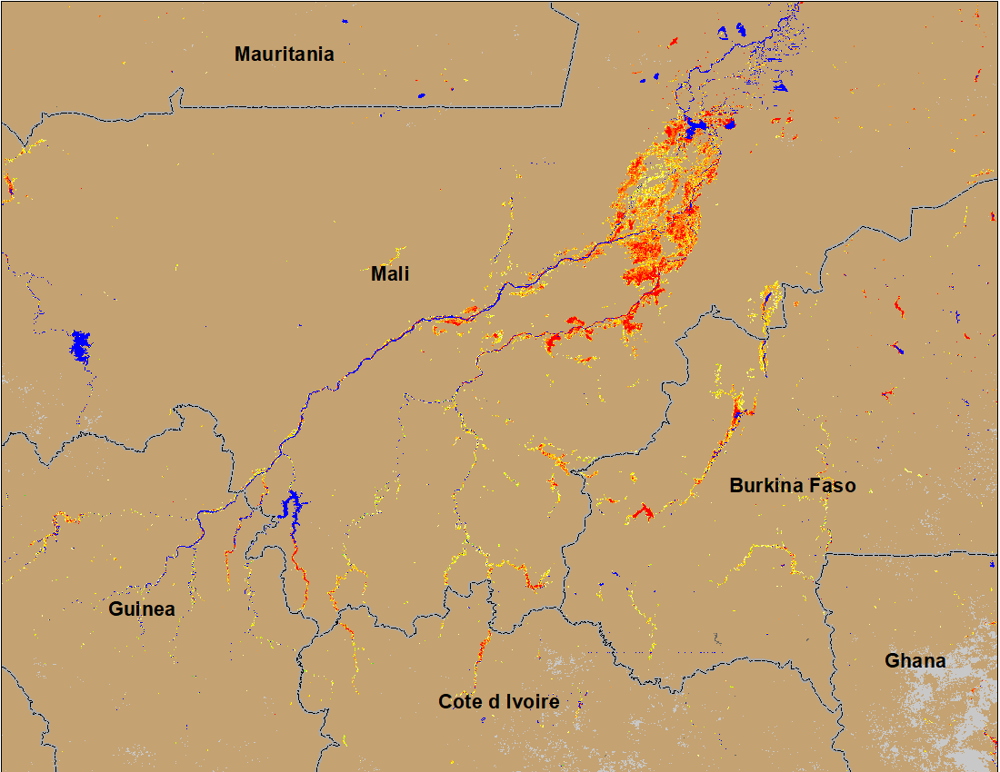 Mauritania
Mali
Burkina Faso
Guinea
Ghana
Cote d Ivoire